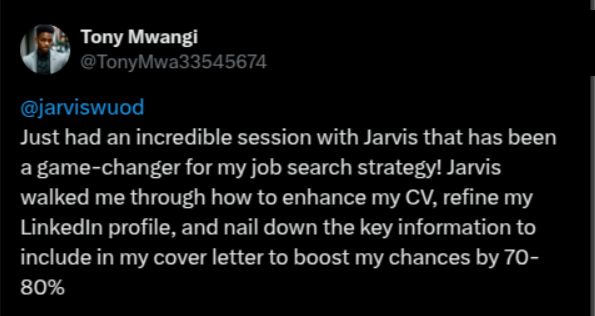 Tony Mwangi
@TonyMwa33545674
@jarviswuod
Just had an incredible session with Jarvis that has been
a game-changer for my job search strategy! Jarvis
walked me through how to enhance my CV, refine my
LinkedIn profile, and nail down the key information to
include in my cover letter to boost my chances by 70-
80%